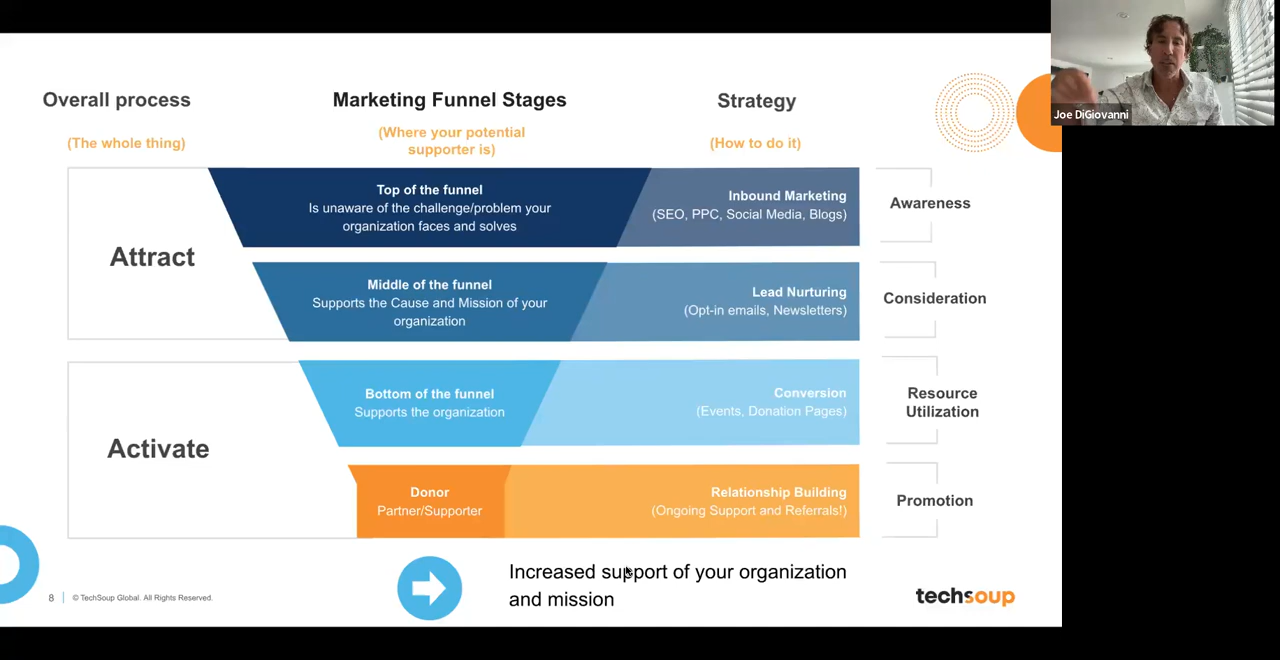 Overall process
(The whole thing)
Marketing Funnel Stages
(Where your potential
supporter is)
Strategy
(How to do it)
Joe DiGiovanni
Attract
Top of the funnel
Is unaware of the challenge/problem your
organization faces and solves
Inbound Marketing
(SEO, PPC, Social Media, Blogs)
Awareness
Middle of the funnel
Supports the Cause and Mission of your
organization
Lead Nurturing
(Opt-in emails, Newsletters)
Consideration
Activate
Bottom of the funnel
Supports the organization
Conversion
(Events, Donation Pages)
Resource
Utilization
Donor
Partner/Supporter
Relationship Building
(Ongoing Support and Referrals!)
Promotion
Increased support of your organization
and mission
8 | © TechSoup Global. All Rights Reserved.
techsoup